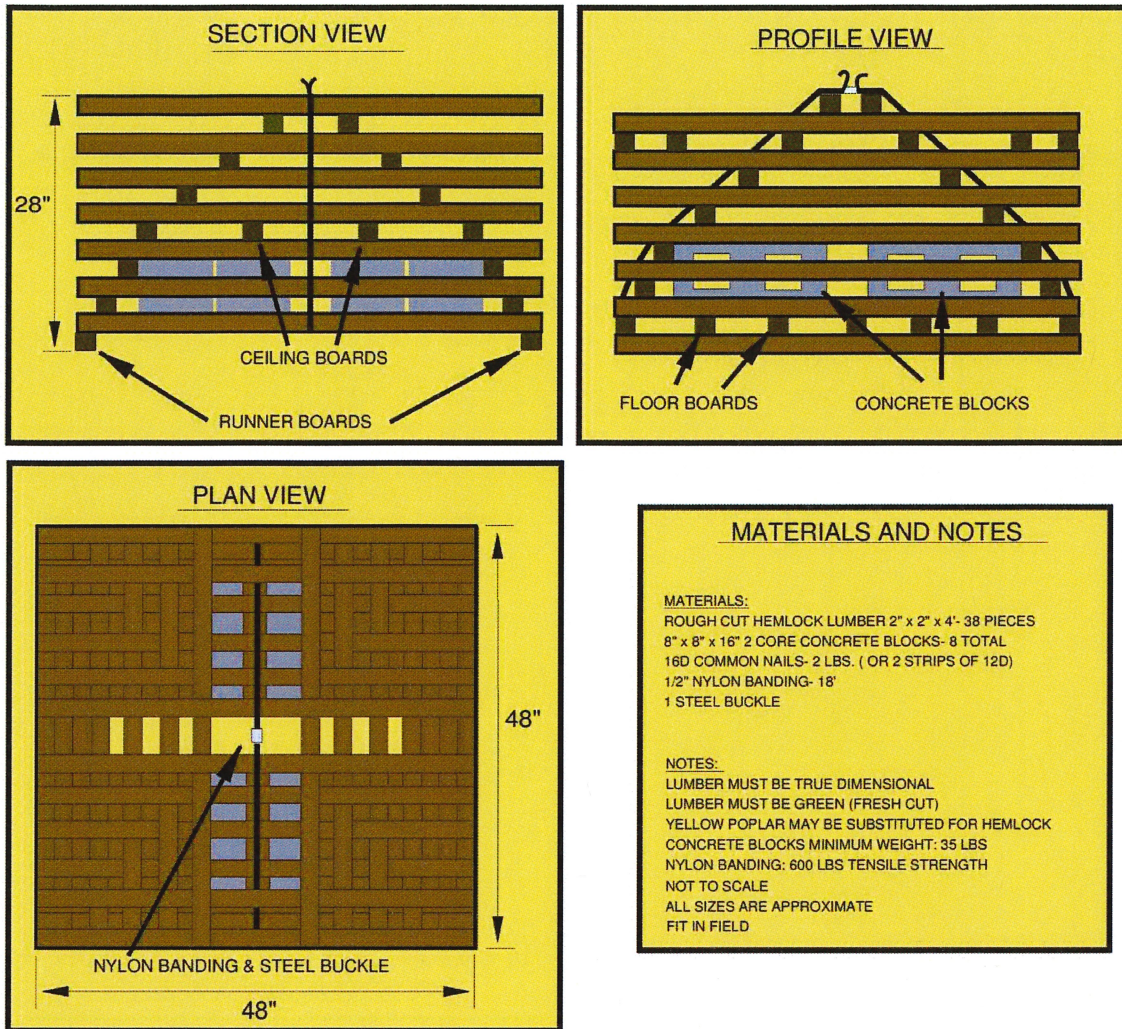 SECTION VIEW
28"
CEILING BOARDS
RUNNER BOARDS
PROFILE VIEW
FLOOR BOARDS
CONCRETE BLOCKS
PLAN VIEW
48"
NYLON BANDING & STEEL BUCKLE
48"
MATERIALS AND NOTES
MATERIALS:
ROUGH CUT HEMLOCK LUMBER 2" x 2" x 4'- 38 PIECES
8" x 8" x 16" 2 CORE CONCRETE BLOCKS- 8 TOTAL
16D COMMON NAILS- 2 LBS. ( OR 2 STRIPS OF 12D)
1/2" NYLON BANDING- 18'
1 STEEL BUCKLE
NOTES:
LUMBER MUST BE TRUE DIMENSIONAL
LUMBER MUST BE GREEN (FRESH CUT)
YELLOW POPLAR MAY BE SUBSTITUTED FOR HEMLOCK
CONCRETE BLOCKS MINIMUM WEIGHT: 35 LBS
NYLON BANDING: 600 LBS TENSILE STRENGTH
NOT TO SCALE
ALL SIZES ARE APPROXIMATE
FIT IN FIELD